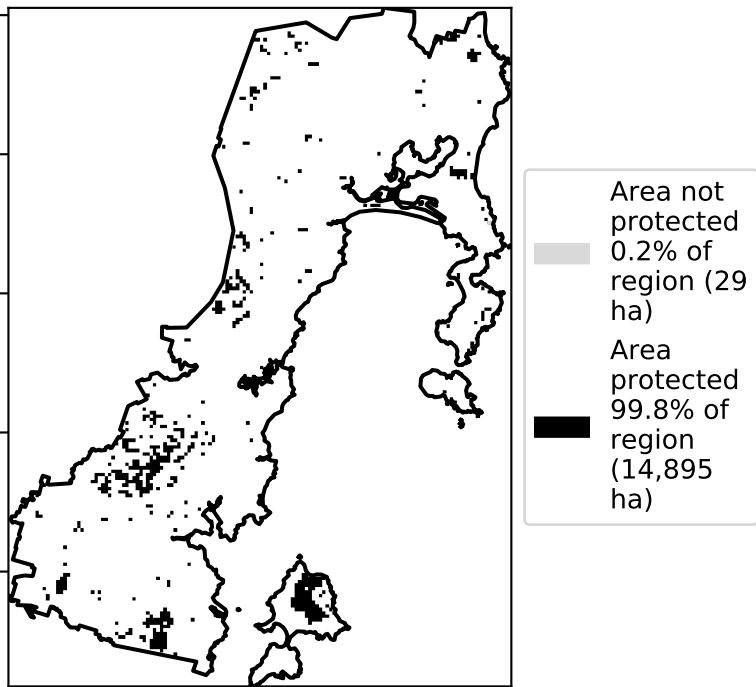 Area not
protected
0.2% of
region (29
ha)
Area
protected
99.8% of
region
(14,895
ha)